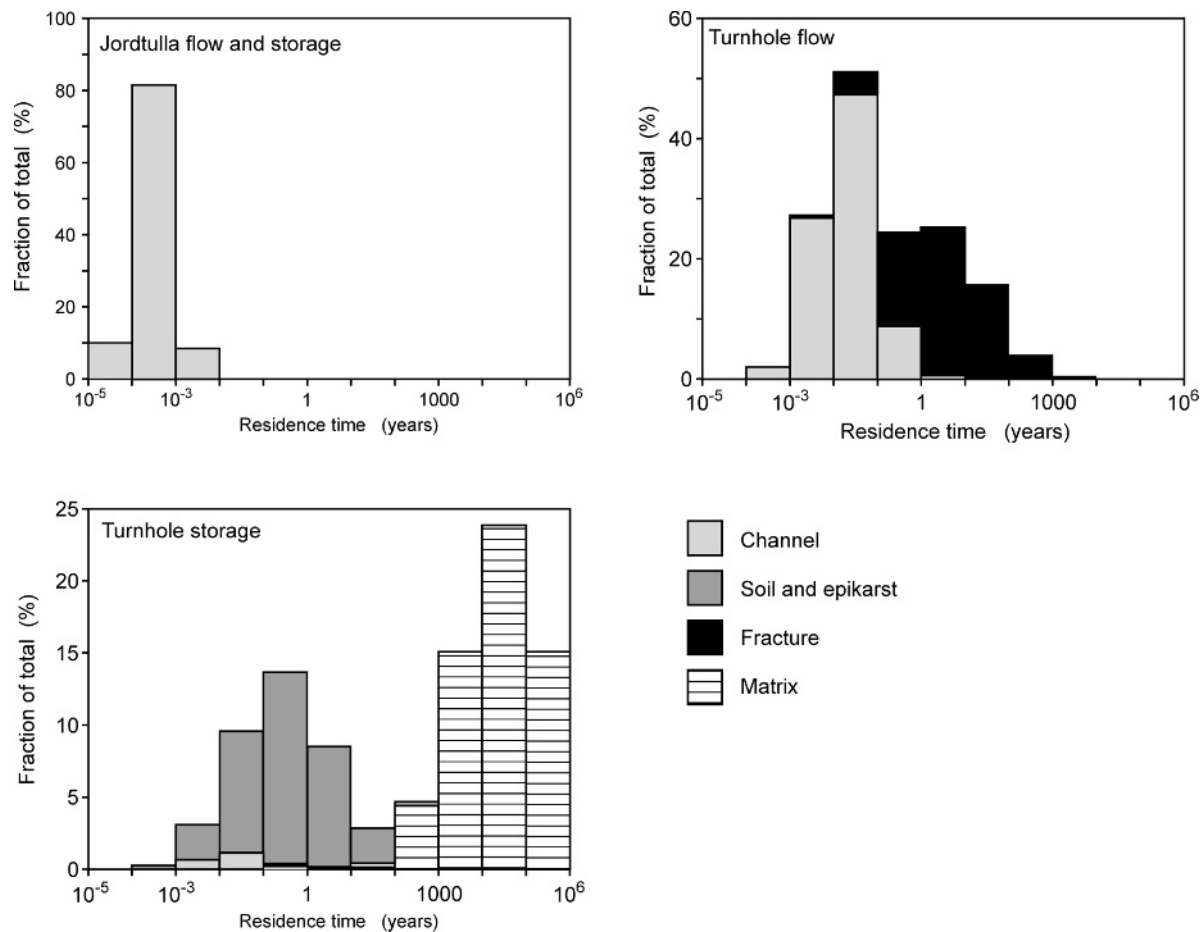 Jordtulla flow and storage
Fraction of total (%)
100
80
60
40
20
0
10-5
10-3
1
1000
106
Residence time (years)
Turnhole flow
Fraction of total (%)
60
40
20
0
10-5
10-3
1
1000
106
Residence time (years)
Turnhole storage
Fraction of total (%)
25
20
15
10
5
0
10-5
10-3
1
1000
106
Residence time (years)
Channel
Soil and epikarst
Fracture
Matrix